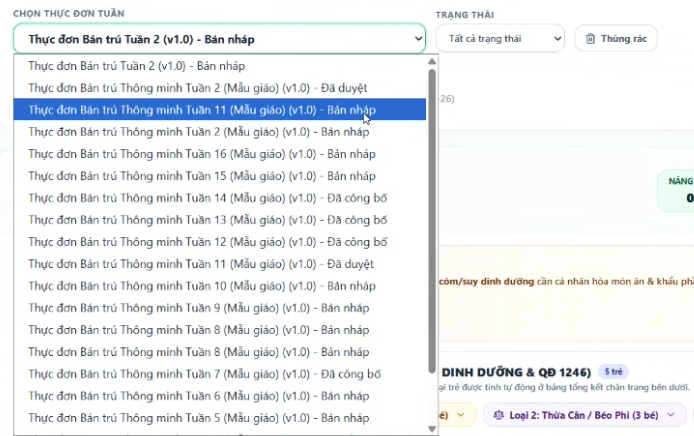 CHỌN THỰC ĐƠN TUẦN
TRẠNG THÁI
Thực đơn Bán trú Tuần 2 (v1.0) - Bản nháp
Tất cả trạng thái
Thùng rác
Thực đơn Bán trú Tuần 2 (v1.0) - Bản nháp
Thực đơn Bán trú Thông minh Tuần 2 (Mẫu giáo) (v1.0) - Đã duyệt
Thực đơn Bán trú Thông minh Tuần 11 (Mẫu giáo) (v1.0) - Bản nháp
-26)
Thực đơn Bán trú Thông minh Tuần 2 (Mẫu giáo) (v1.0) - Bản nháp
Thực đơn Bán trú Thông minh Tuần 16 (Mẫu giáo) (v1.0) - Bản nháp
Thực đơn Bán trú Thông minh Tuần 15 (Mẫu giáo) (v1.0) - Bản nháp
NĂNG
Thực đơn Bán trú Thông minh Tuần 14 (Mẫu giáo) (v1.0) - Đã công bố
0
Thực đơn Bán trú Thông minh Tuần 13 (Mẫu giáo) (v1.0) - Đã công bố
Thực đơn Bán trú Thông minh Tuần 12 (Mẫu giáo) (v1.0) - Đã công bố
Thực đơn Bán trú Thông minh Tuần 11 (Mẫu giáo) (v1.0) - Đã duyệt
Thực đơn Bán trú Thông minh Tuần 10 (Mẫu giáo) (v1.0) - Bản nháp
còm/suy dinh dưỡng cần cá nhân hóa món ăn & khẩu phầ
Thực đơn Bán trú Thông minh Tuần 9 (Mẫu giáo) (v1.0) - Bản nháp
Thực đơn Bán trú Thông minh Tuần 8 (Mẫu giáo) (v1.0) - Bản nháp
Thực đơn Bán trú Thông minh Tuần 8 (Mẫu giáo) (v1.0) - Bản nháp
Thực đơn Bán trú Thông minh Tuần 7 (Mẫu giáo) (v1.0) - Đã công bố
DINH DƯỠNG & QĐ 1246) 5 trẻ
ại trẻ được tính tự động ở bảng tổng kết chân trang bên dưới.
Thực đơn Bán trú Thông minh Tuần 6 (Mẫu giáo) (v1.0) - Bản nháp
Thực đơn Bán trú Thông minh Tuần 5 (Mẫu giáo) (v1.0) - Bản nháp
é)
Loại 2: Thừa Cân / Béo Phì (3 bé)